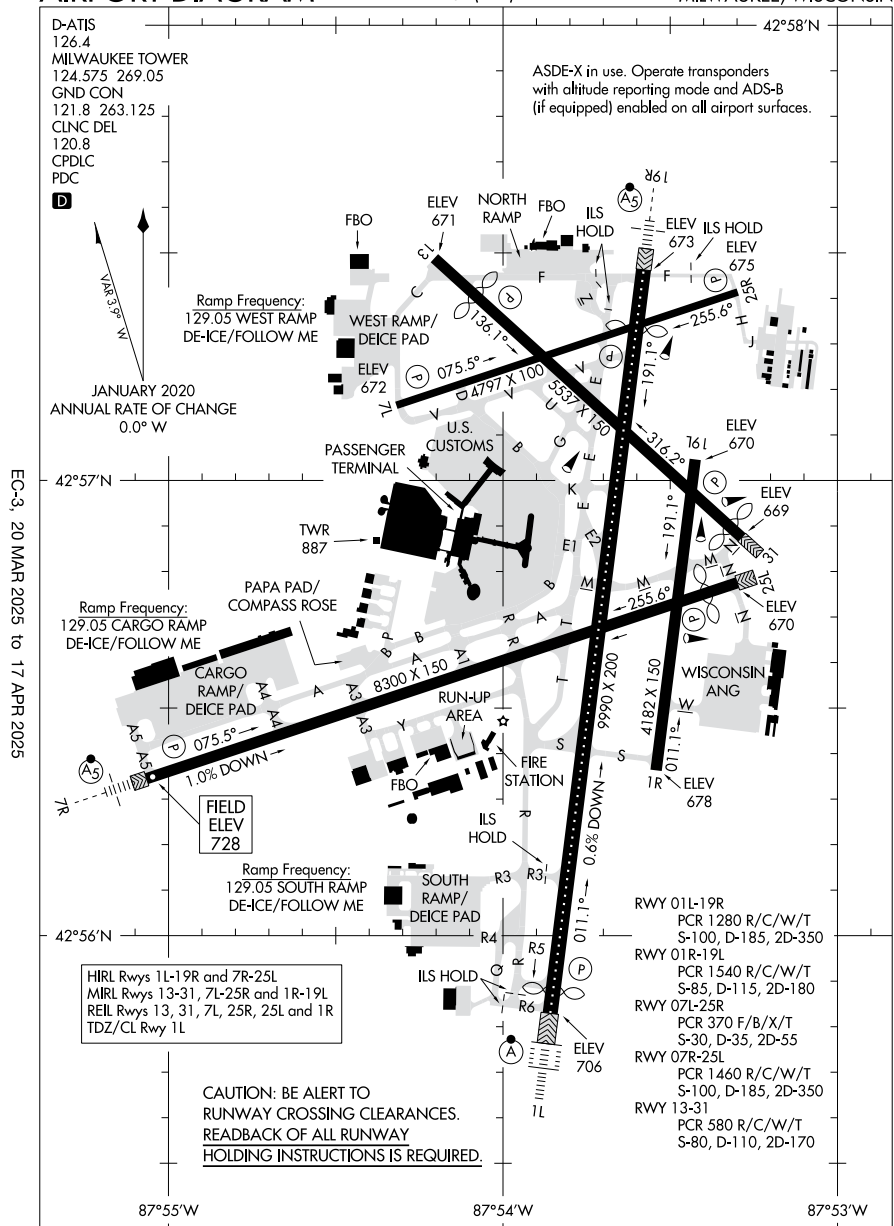 D-ATIS
126.4
MILWAUKEE TOWER
124.575 269.05
GND CON
121.8 263.125
CLNC DEL
120.8
CPDLC
PDC
D
42°58'N
ASDE-X in use. Operate transponders
with altitude reporting mode and ADS-B
(if equipped) enabled on all airport surfaces.
VAR 3.9° W
JANUARY 2020
ANNUAL RATE OF CHANGE
0.0° W
FBO
ELEV
671
NORTH
RAMP
FBO
ILS
HOLD
A5
19R
ELEV
673
ILS HOLD
ELEV
675
13
C
F
F
Z
P
P
25R
Ramp Frequency:
129.05 WEST RAMP
DE-ICE/FOLLOW ME
WEST RAMP/
DEICE PAD
136.1°
255.6°
H
J
ELEV
672
P
075.5°
4797 X 100
P
191.1°
7L
V
D
V
V
E
U
G
5537 X 150
316.2°
19L
ELEV
670
U.S.
CUSTOMS
B
PASSENGER
TERMINAL
42°57'N
E
K
E
E1
E2
191.1°
P
ELEV
669
31
TWR
887
N
M
N
25L
B
M
M
255.6°
ELEV
670
P
N
PAPA PAD/
COMPASS ROSE
Ramp Frequency:
129.05 CARGO RAMP
DE-ICE/FOLLOW ME
CARGO
RAMP/
DEICE PAD
P
B
B
A
A1
R
R
A
T
T
8300 X 150
9990 X 200
4182 X 150
WISCONSIN
ANG
W
A
A3
A3
A4
A4
A5
A5
Y
RUN-UP
AREA
P
075.5°
1.0% DOWN
S
S
011.1°
1R
ELEV
678
A5
7R
FIELD
ELEV
728
FBO
FIRE
STATION
R
ILS
HOLD
0.6% DOWN
Ramp Frequency:
129.05 SOUTH RAMP
DE-ICE/FOLLOW ME
SOUTH
RAMP/
DEICE PAD
R3
R3
011.1°
42°56'N
R4
R5
R
Q
P
ILS HOLD
R6
A
ELEV
706
1L
HIRL Rwys 1L-19R and 7R-25L
MIRL Rwys 13-31, 7L-25R and 1R-19L
REIL Rwys 13, 31, 7L, 25R, 25L and 1R
TDZ/CL Rwy 1L
RWY 01L-19R
PCR 1280 R/C/W/T
S-100, D-185, 2D-350
RWY 01R-19L
PCR 1540 R/C/W/T
S-85, D-115, 2D-180
RWY 07L-25R
PCR 370 F/B/X/T
S-30, D-35, 2D-55
RWY 07R-25L
PCR 1460 R/C/W/T
S-100, D-185, 2D-350
RWY 13-31
PCR 580 R/C/W/T
S-80, D-110, 2D-170
CAUTION: BE ALERT TO
RUNWAY CROSSING CLEARANCES.
READBACK OF ALL RUNWAY
HOLDING INSTRUCTIONS IS REQUIRED.
87°55'W
87°54'W
87°53'W
EC-3, 20 MAR 2025 to 17 APR 2025